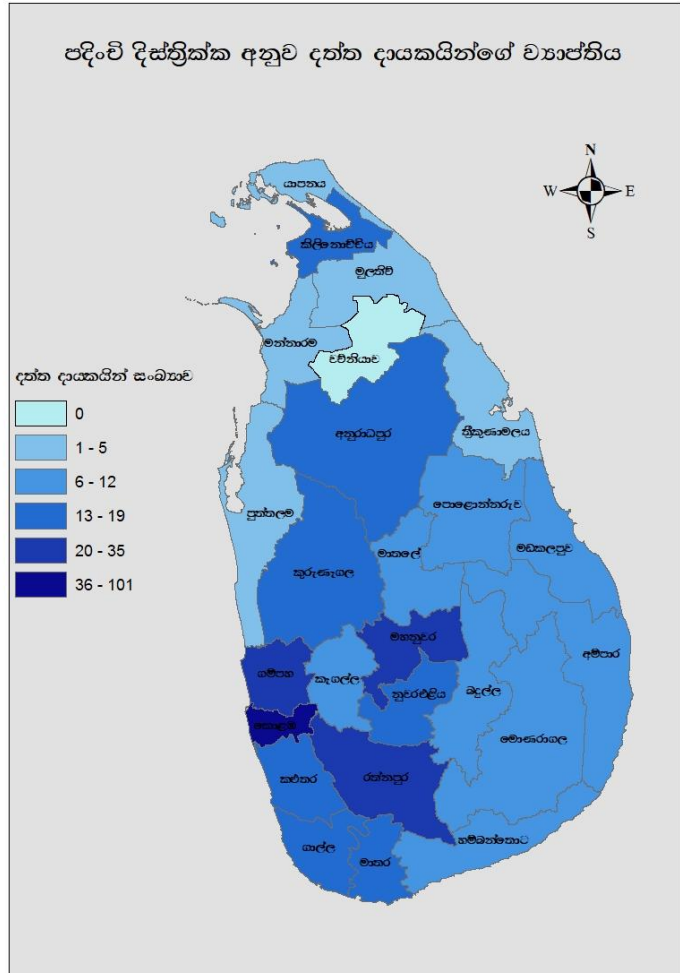 පදිංචි දිස්ත්‍රික්ක අනුව දත්ත දායකයින්ගේ ව්‍යාප්තිය
N
W E
S
යාපනය
කිලිනොච්චිය
මුලතිව්
මන්නාරම
වව්නියාව
දත්ත දායකයින් සංඛ්‍යාව
0
1 - 5
6 - 12
13 - 19
20 - 35
36 - 101
අනුරාධපුර
ත්‍රීකුණාමලය
පුත්තලම
පොළොන්නරුව
මඩකලපුව
මාතලේ
කුරුණෑගල
මහනුවර
අම්පාර
ගම්පහ
කෑගල්ල
නුවරඑළිය
බදුල්ල
මොණරාගල
කොළඹ
කළුතර
රත්නපුර
හම්බන්තොට
ගාල්ල
මාතර